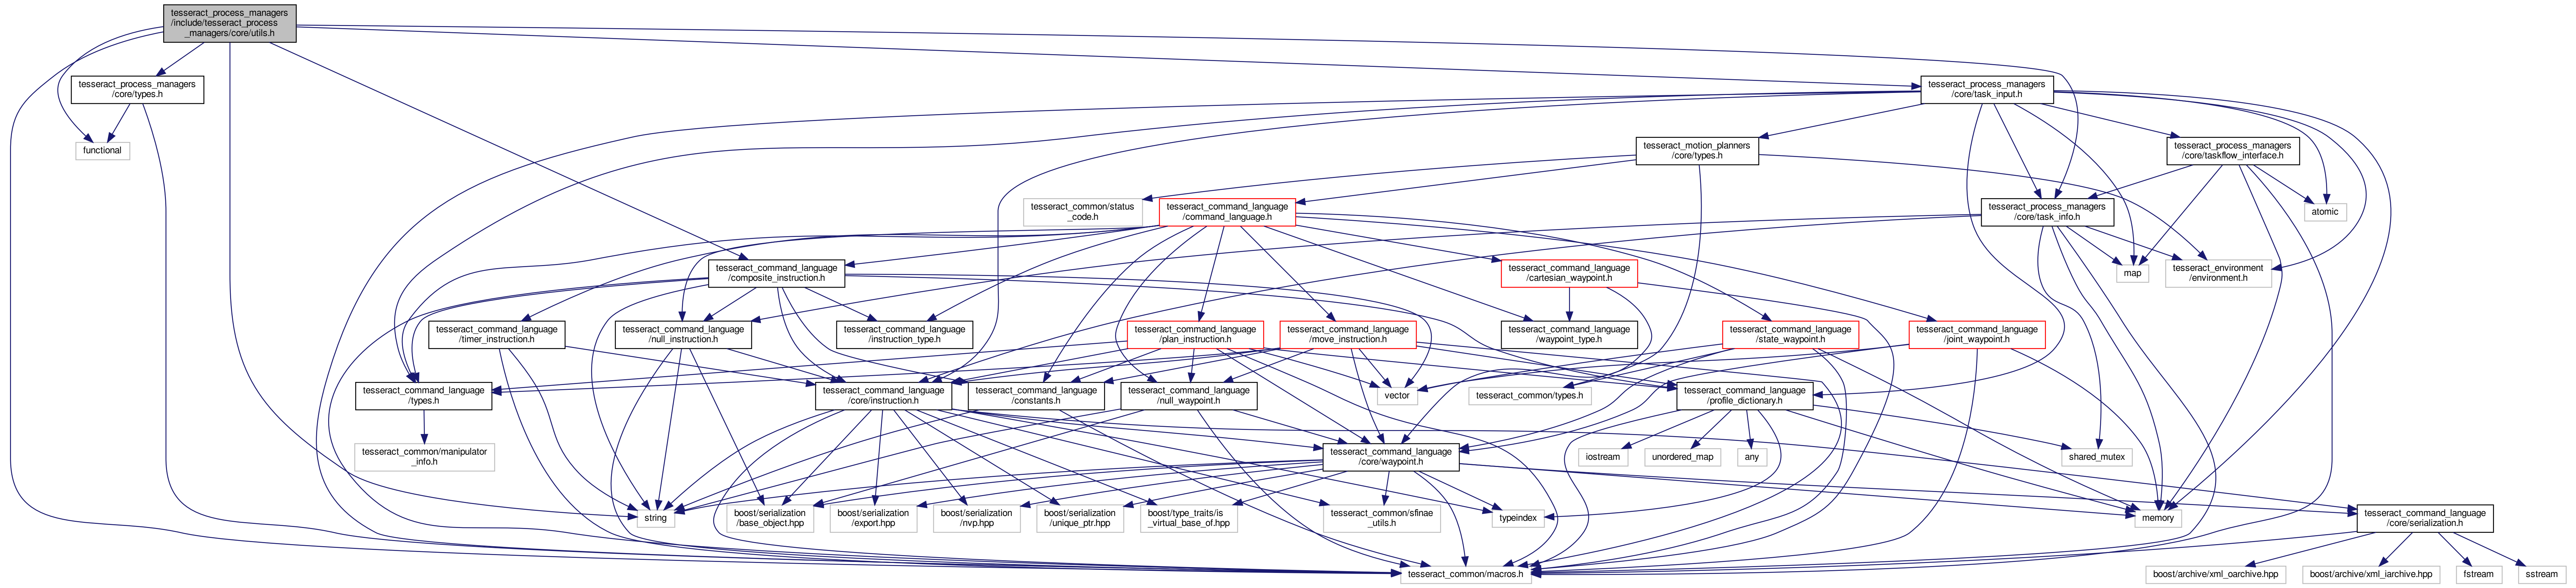 tesseract_process_managers
/include/tesseract_process
_managers/core/utils.h
tesseract_process_managers
/core/types.h
tesseract_process_managers
/core/task_input.h
functional
tesseract_motion_planners
/core/types.h
tesseract_process_managers
/core/taskflow_interface.h
tesseract_common/status
_code.h
tesseract_command_language
/command_language.h
tesseract_process_managers
/core/task_info.h
atomic
tesseract_command_language
/composite_instruction.h
tesseract_command_language
/cartesian_waypoint.h
map
tesseract_environment
/environment.h
tesseract_command_language
/timer_instruction.h
tesseract_command_language
/null_instruction.h
tesseract_command_language
/instruction_type.h
tesseract_command_language
/plan_instruction.h
tesseract_command_language
/move_instruction.h
tesseract_command_language
/waypoint_type.h
tesseract_command_language
/state_waypoint.h
tesseract_command_language
/joint_waypoint.h
tesseract_command_language
/types.h
tesseract_command_language
/core/instruction.h
tesseract_command_language
/constants.h
tesseract_command_language
/null_waypoint.h
vector
tesseract_common/types.h
tesseract_command_language
/profile_dictionary.h
tesseract_common/manipulator
_info.h
tesseract_command_language
/core/waypoint.h
iostream
unordered_map
any
shared_mutex
string
boost/serialization
/base_object.hpp
boost/serialization
/export.hpp
boost/serialization
/nvp.hpp
boost/serialization
/unique_ptr.hpp
boost/type_traits/is
_virtual_base_of.hpp
tesseract_common/sfinae
_utils.h
typeindex
memory
tesseract_command_language
/core/serialization.h
tesseract_common/macros.h
boost/archive/xml_oarchive.hpp
boost/archive/xml_iarchive.hpp
fstream
sstream